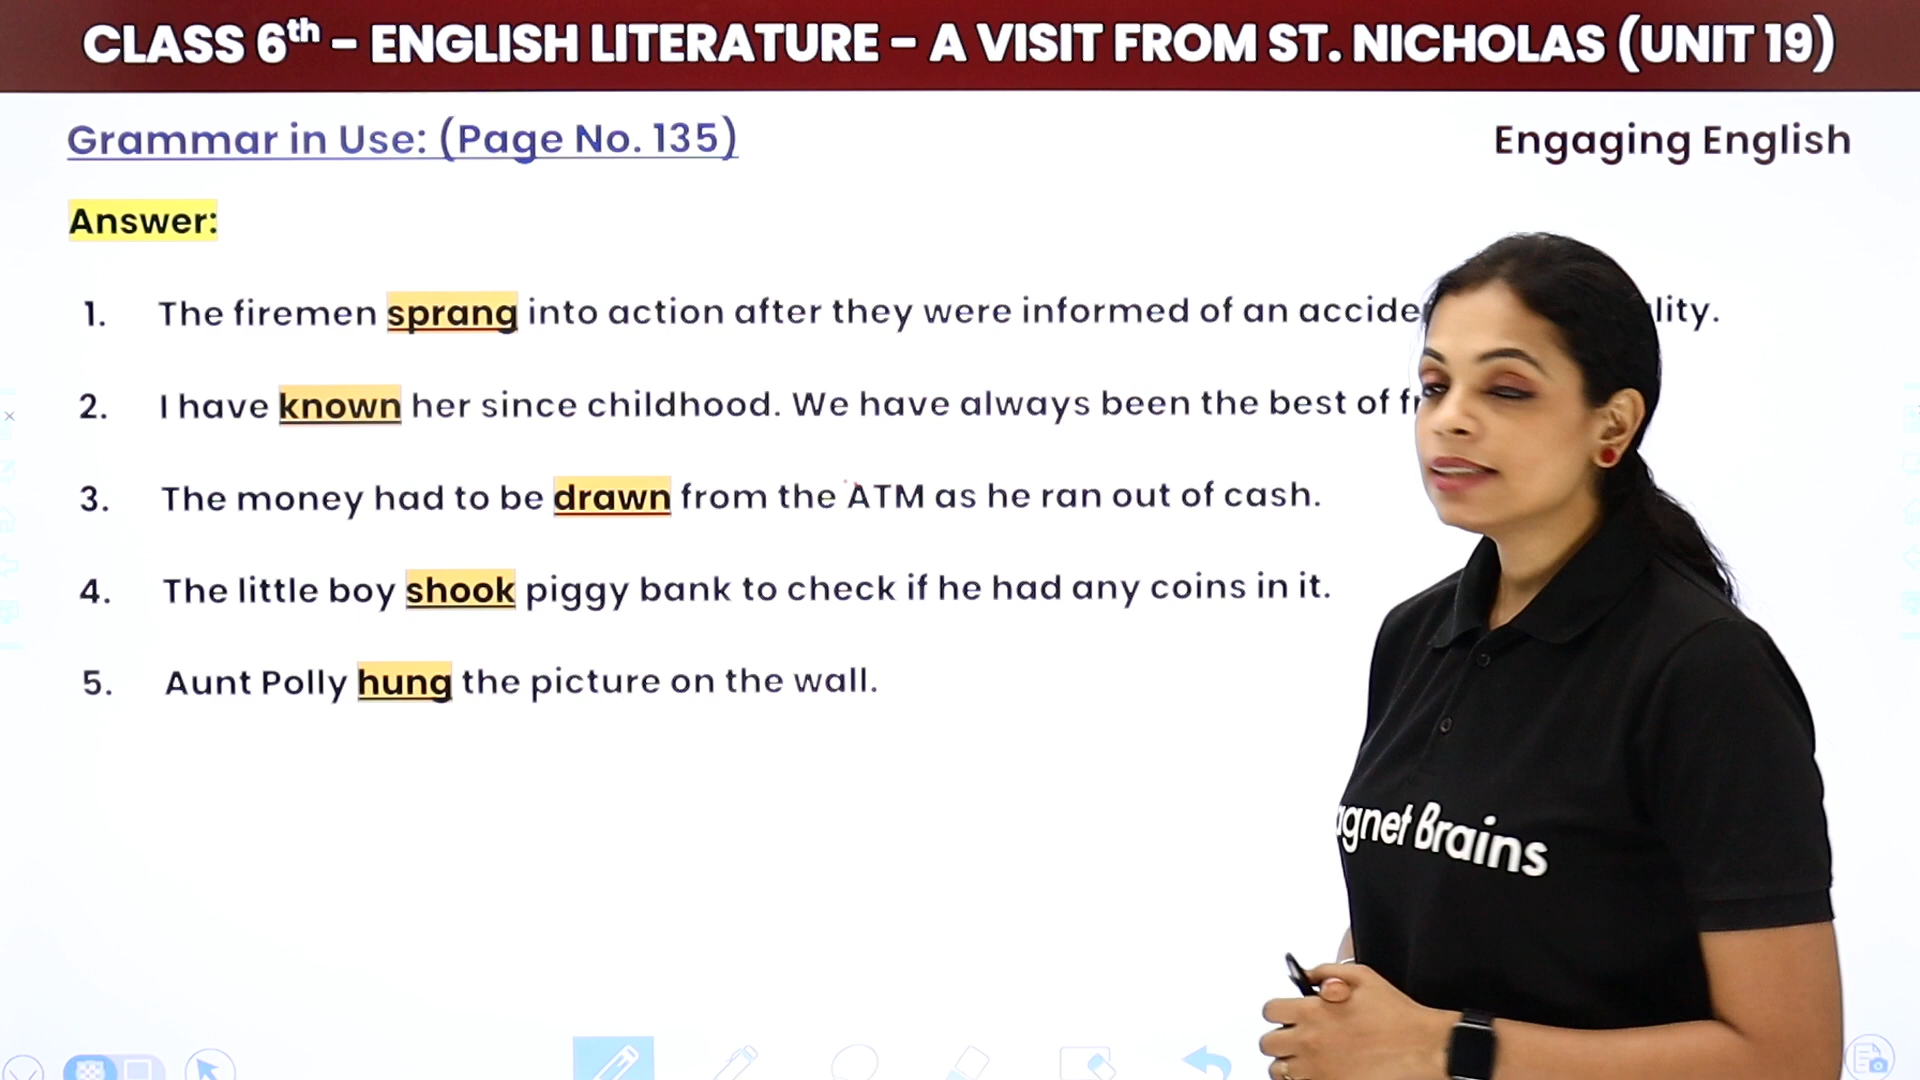 CLASS 6th – ENGLISH LITERATURE – A VISIT FROM ST. NICHOLAS (UNIT 19)
Grammar in Use: (Page No. 135)
Engaging English
Answer:
1. The firemen sprang into action after they were informed of an
2. I have known her since childhood. We have always been the best of
3. The money had to be drawn from the ATM as he ran out of cash.
4. The little boy shook piggy bank to check if he had any coins in it.
5. Aunt Polly hung the picture on the wall.
Brains